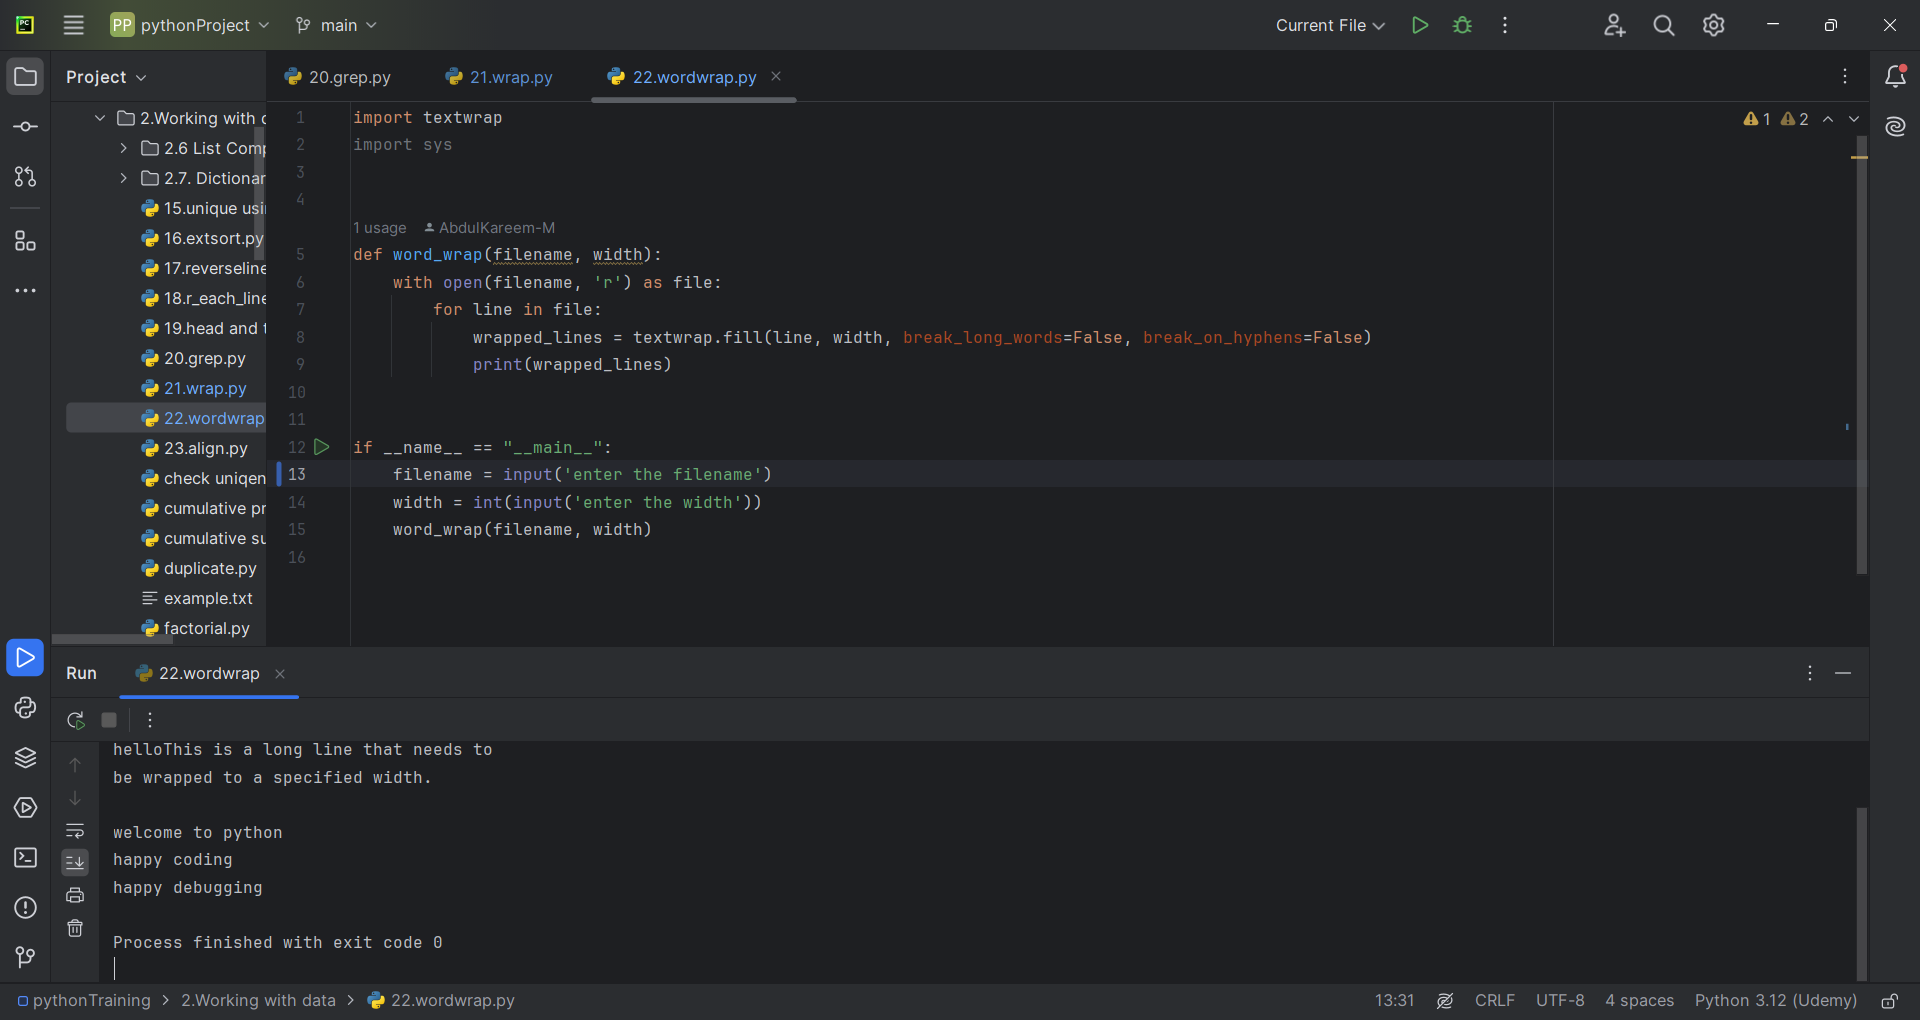 PC
PP pythonProject main Current File
Project
20.grep.py 21.wrap.py 22.wordwrap.py
2.Working with
2.6 List Comp
2.7. Dictionar
15.unique usi
16.extsort.py
17.reverseline
18.r_each_line
19.head and
20.grep.py
21.wrap.py
22.wordwrap
23.align.py
check uniqen
cumulative pr
cumulative su
duplicate.py
example.txt
factorial.py
1 2
1 import textwrap
2 import sys
3
4
1 usage AbdulKareem-M
5 def word_wrap(filename, width):
6 with open(filename, 'r') as file:
7 for line in file:
8 wrapped_lines = textwrap.fill(line, width, break_long_words=False, break_on_hyphens=False)
9 print(wrapped_lines)
10
11
12 if __name__ == "__main__":
13 filename = input('enter the filename')
14 width = int(input('enter the width'))
15 word_wrap(filename, width)
16
Run 22.wordwrap
helloThis is a long line that needs to
be wrapped to a specified width.
welcome to python
happy coding
happy debugging
Process finished with exit code 0
pythonTraining > 2.Working with data > 22.wordwrap.py 13:31 CRLF UTF-8 4 spaces Python 3.12 (Udemy)